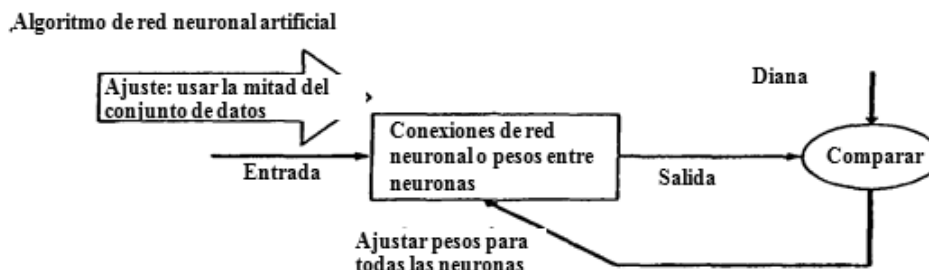 ,Algoritmo de red neuronal artificial
Ajuste: usar la mitad del
conjunto de datos
Diana
Conexiones de red
neuronal o pesos entre
neuronas
Entrada
Salida
Comparar
Ajustar pesos para
todas las neuronas